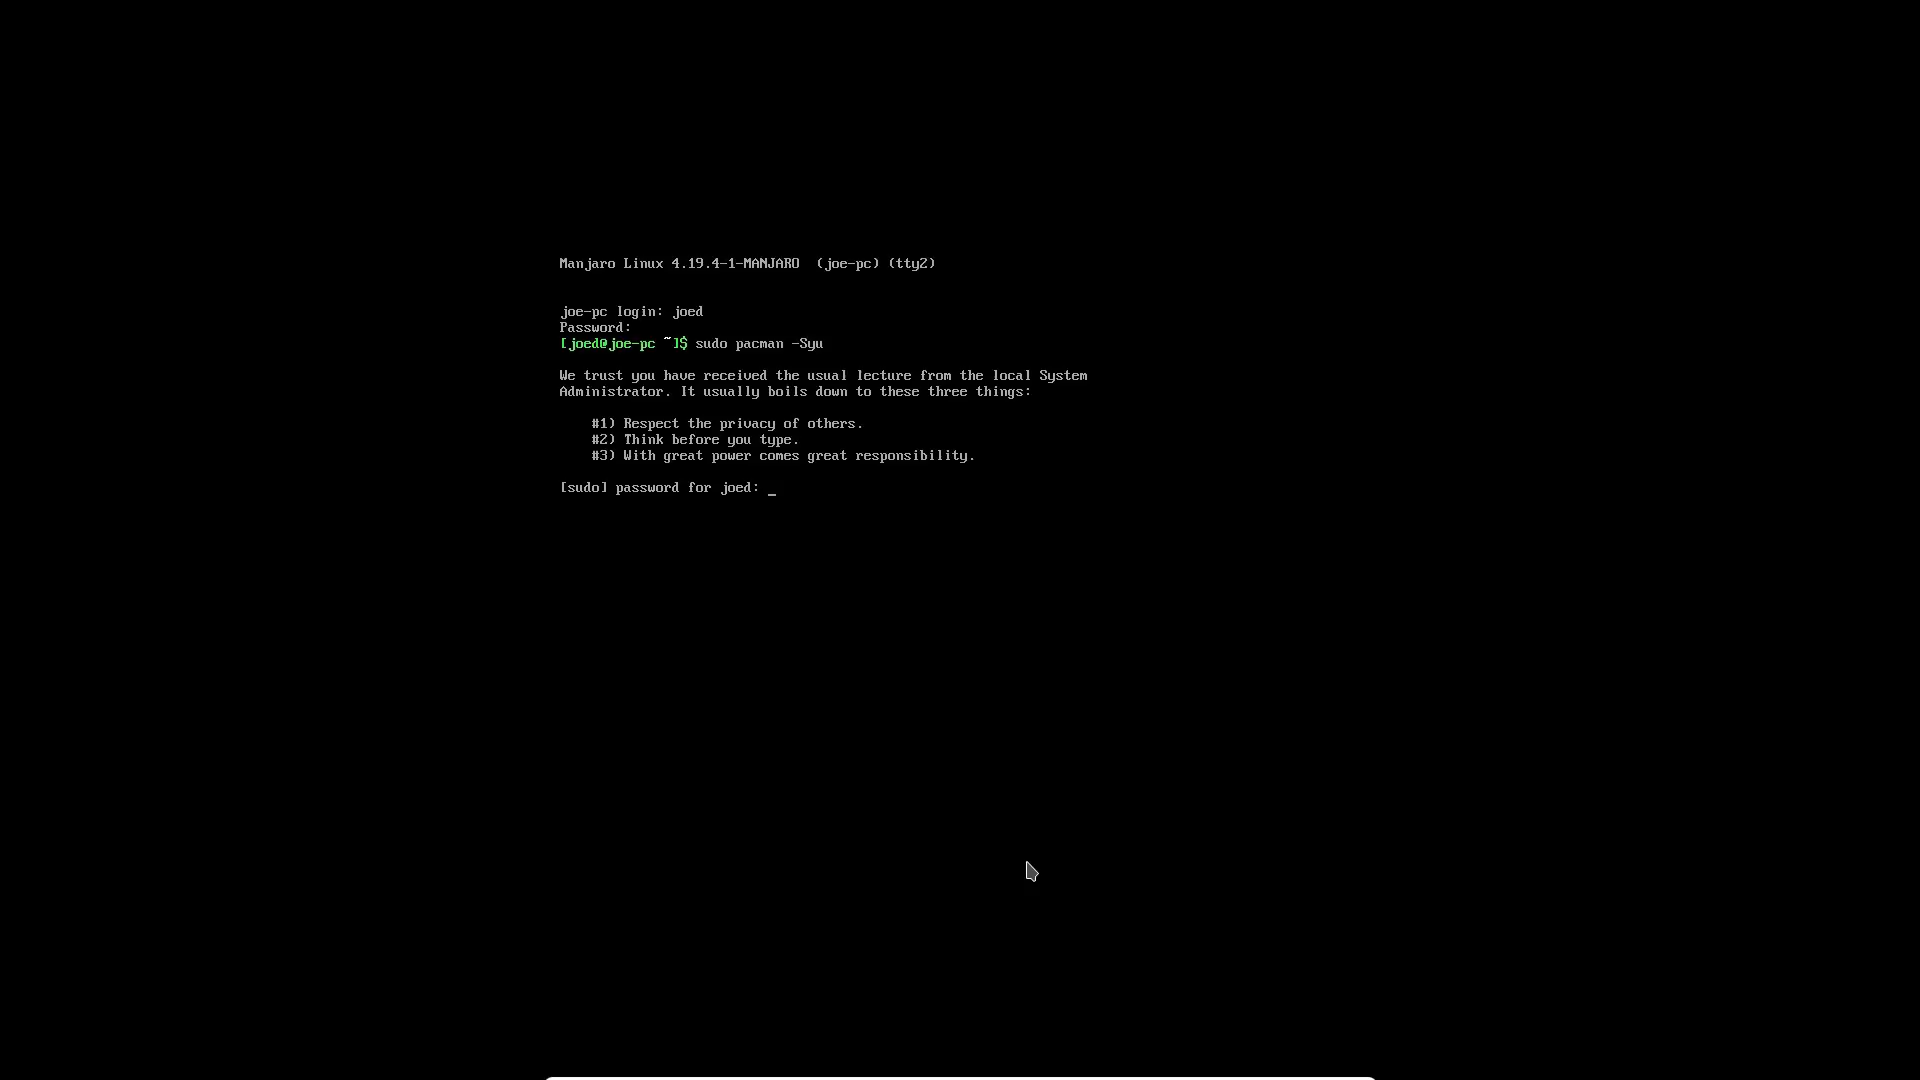 Manjaro Linux 4.19.4-1-MANJARO  (joe-pc) (tty2)
joe-pc login: joed
Password:
[joed@joe-pc ~]$ sudo pacman -Syu
We trust you have received the usual lecture from the local System
Administrator. It usually boils down to these three things:
#1) Respect the privacy of others.
#2) Think before you type.
#3) With great power comes great responsibility.
[sudo] password for joed: _